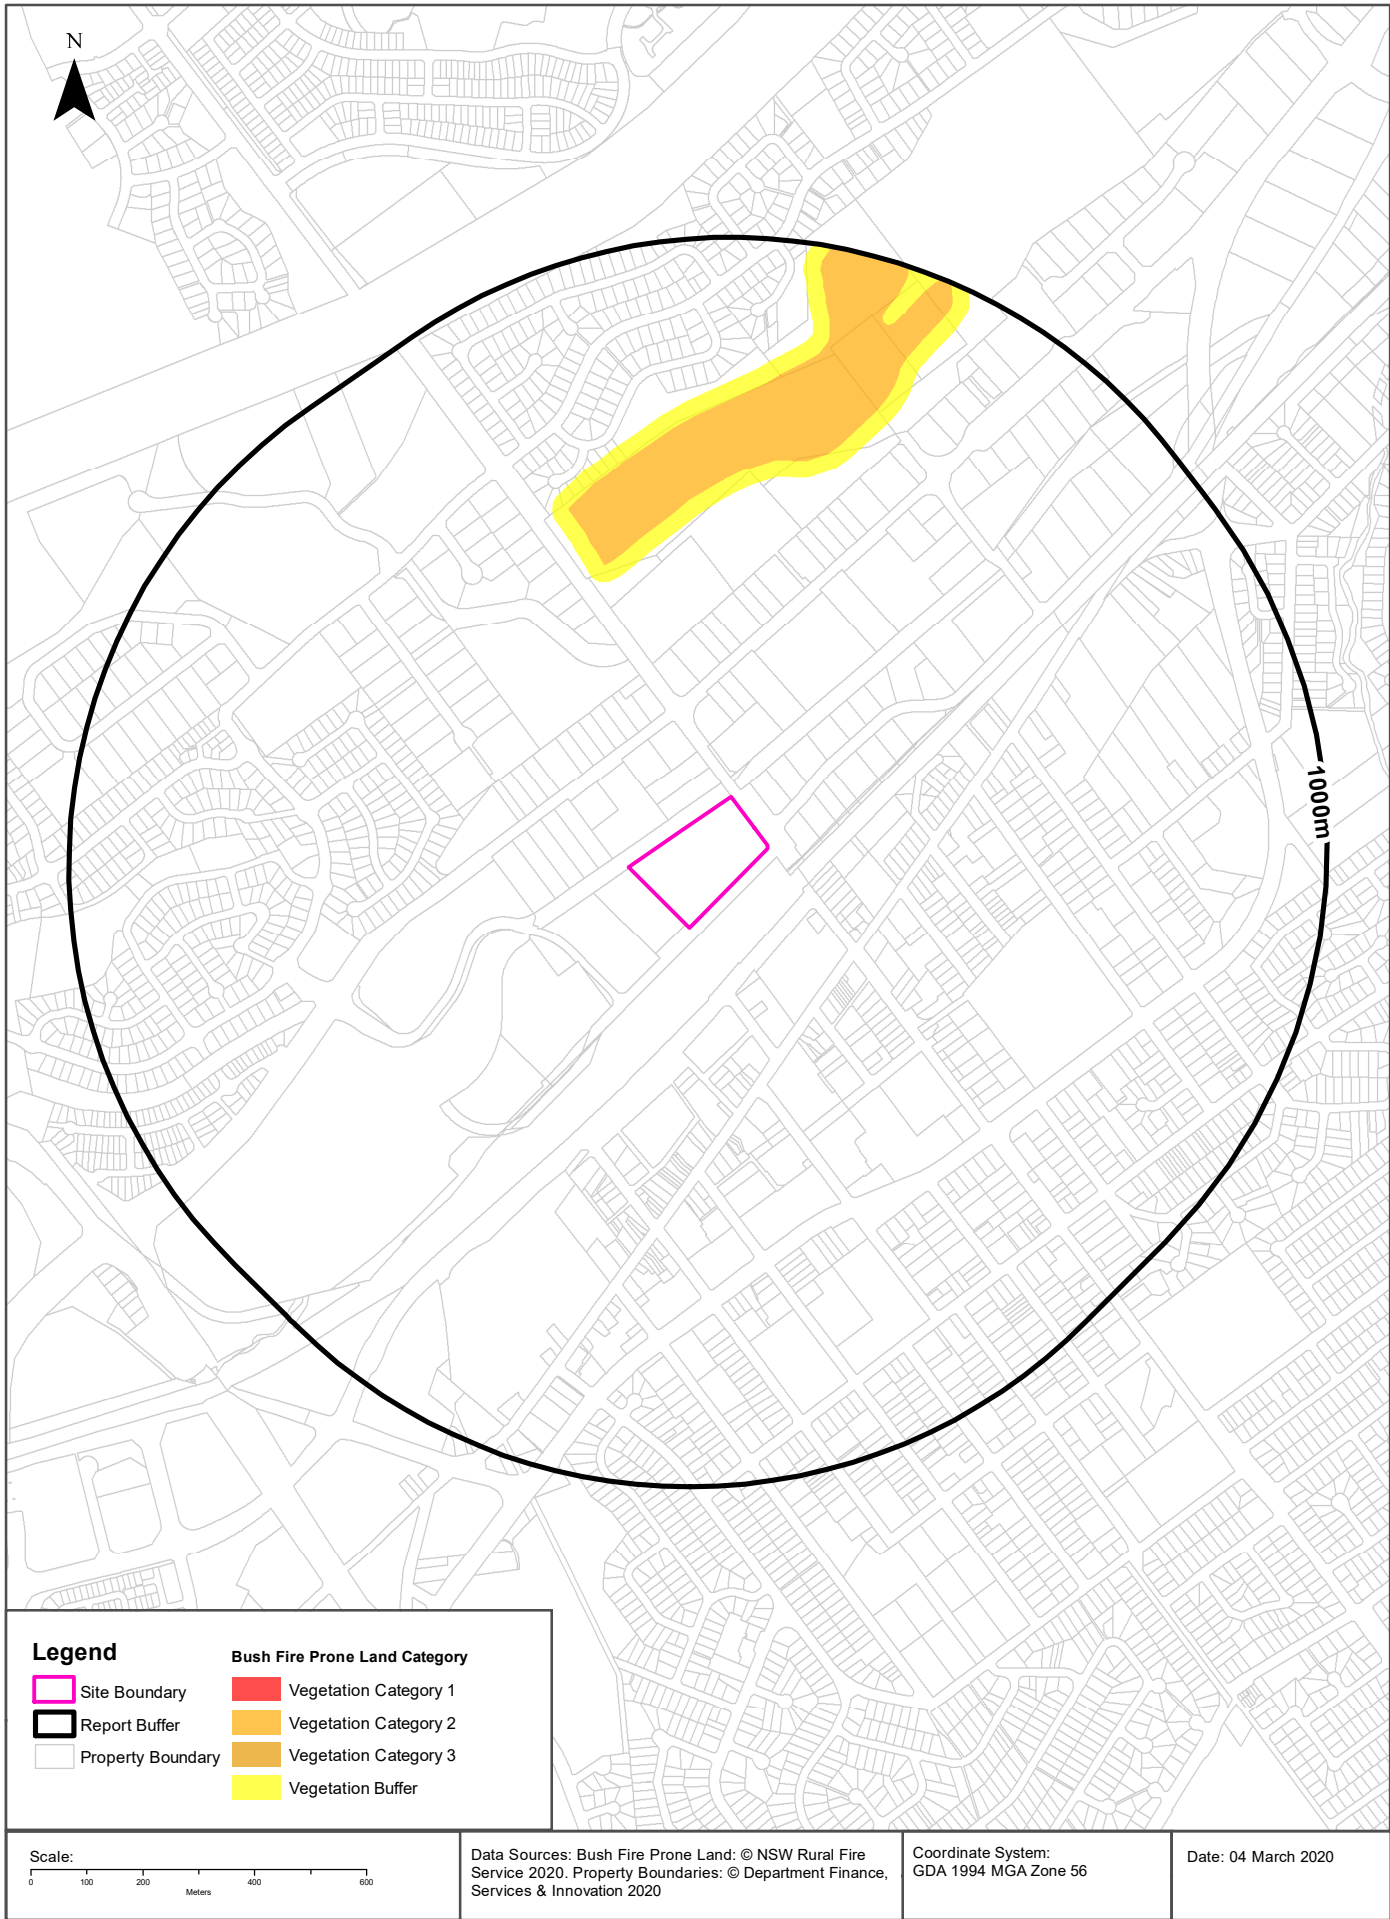 N
1000m
Legend
Site Boundary
Report Buffer
Property Boundary
Bush Fire Prone Land Category
Vegetation Category 1
Vegetation Category 2
Vegetation Category 3
Vegetation Buffer
Scale:
0 100 200 400 600
Meters
Data Sources: Bush Fire Prone Land: © NSW Rural Fire
Service 2020. Property Boundaries: © Department Finance,
Services & Innovation 2020
Coordinate System:
GDA 1994 MGA Zone 56
Date: 04 March 2020